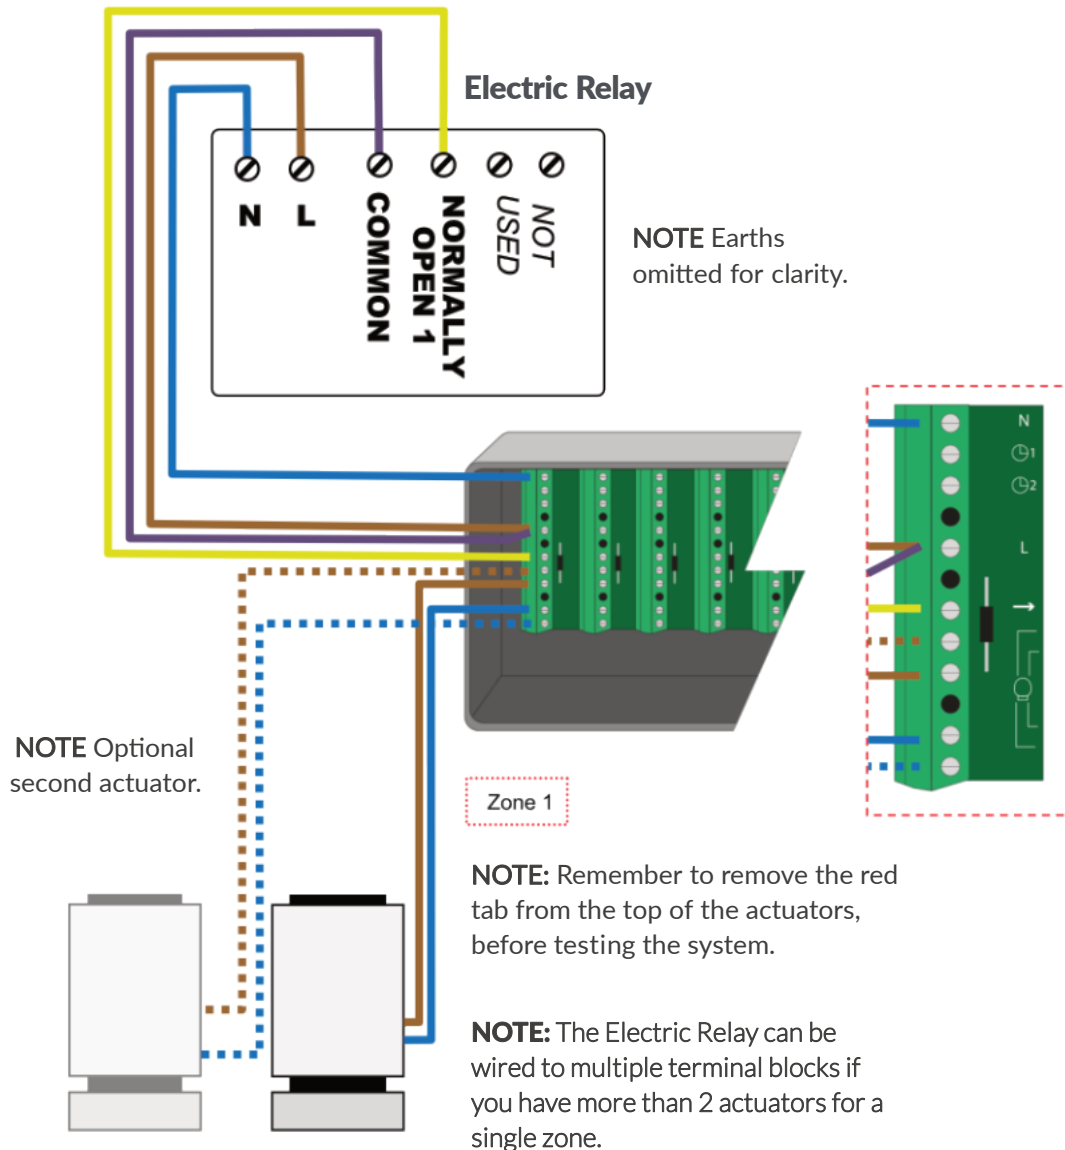 Electric Relay
N
L
COMMON
NORMALLY
OPEN 1
NOT
USED
NOTE Earths
omitted for clarity.
N
1
2
L
→
NOTE Optional
second actuator.
Zone 1
NOTE: Remember to remove the red
tab from the top of the actuators,
before testing the system.
NOTE: The Electric Relay can be
wired to multiple terminal blocks if
you have more than 2 actuators for a
single zone.